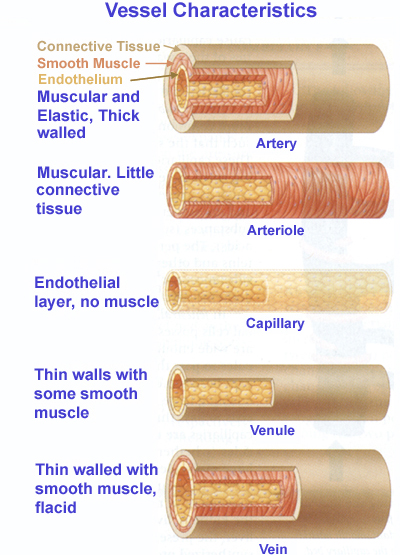 Vessel Characteristics
Connective Tissue
Smooth Muscle
Endothelium
Muscular and
Elastic, Thick
walled
Artery
Muscular. Little
connective
tissue
Arteriole
Endothelial
layer, no muscle
Capillary
Thin walls with
some smooth
muscle
Venule
Thin walled with
smooth muscle,
flacid
Vein